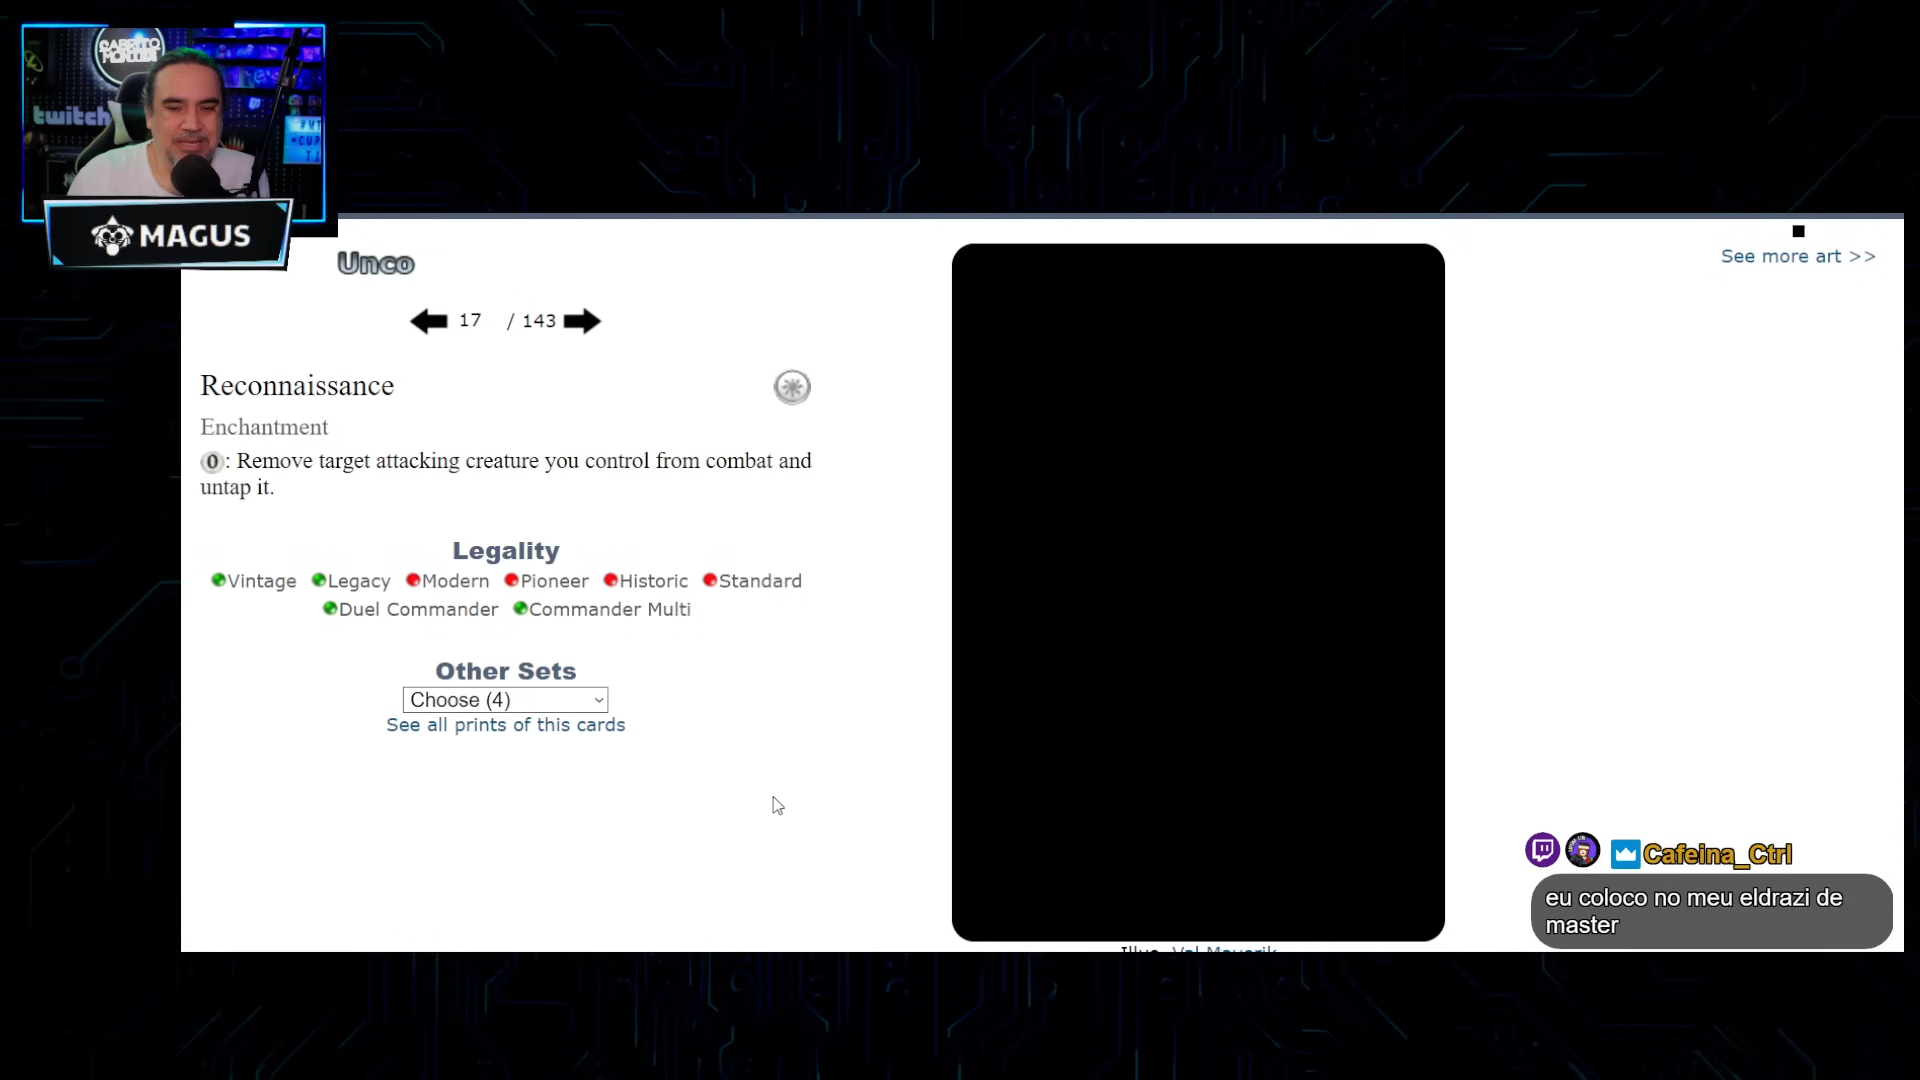 CABRITO
MONTÊS
twitch
MAGUS
Unco
17 / 143
See more art >>
Reconnaissance
Enchantment
0: Remove target attacking creature you control from combat and
untap it.
Legality
Vintage Legacy Modern Pioneer Historic Standard
Duel Commander Commander Multi
Other Sets
Choose (4)
See all prints of this cards
Cafeina_Ctrl
eu coloco no meu eldrazi de
master